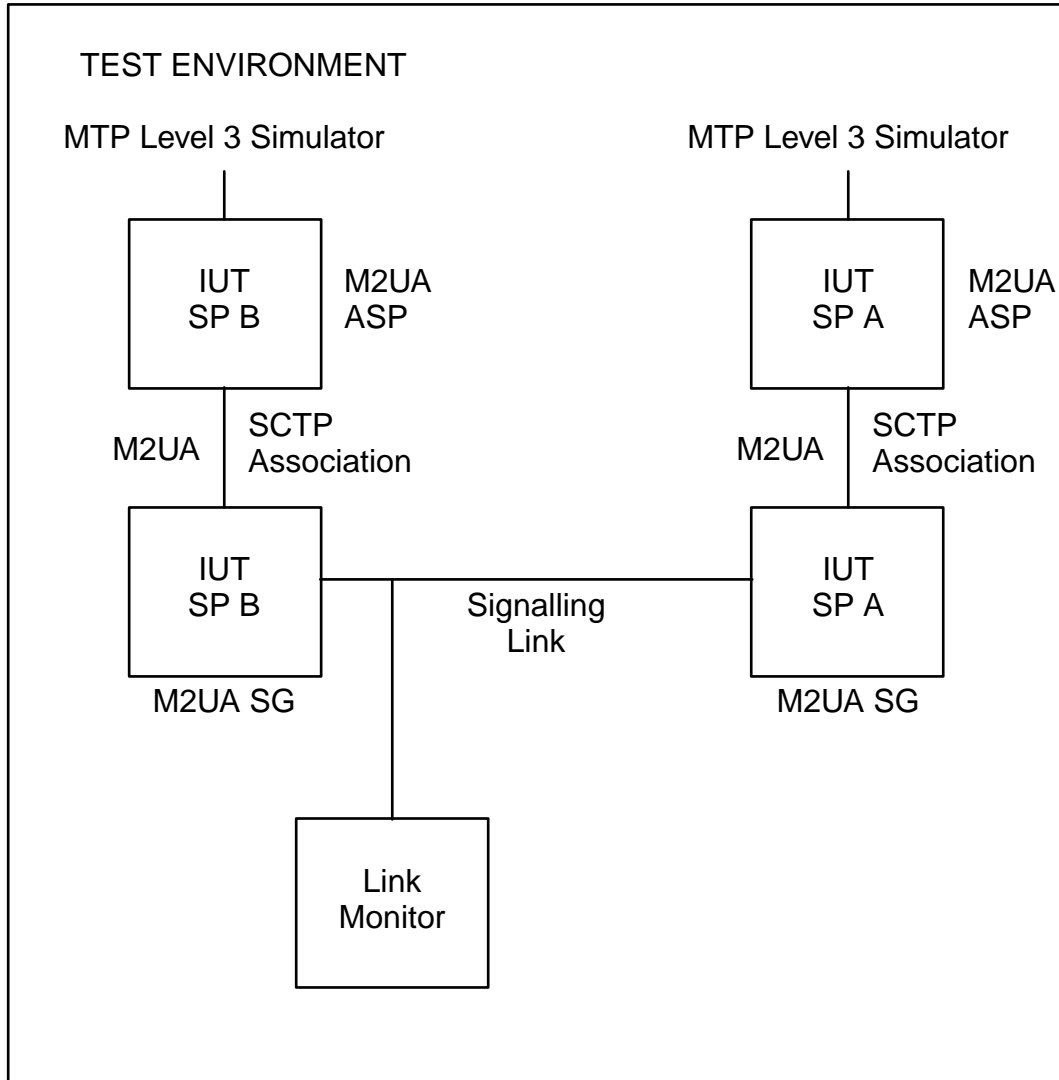 TEST ENVIRONMENT
MTP Level 3 Simulator
MTP Level 3 Simulator
IUT
SP B
M2UA
ASP
IUT
SP A
M2UA
ASP
M2UA
SCTP
Association
M2UA
SCTP
Association
IUT
SP B
Signalling
Link
IUT
SP A
M2UA SG
M2UA SG
Link
Monitor